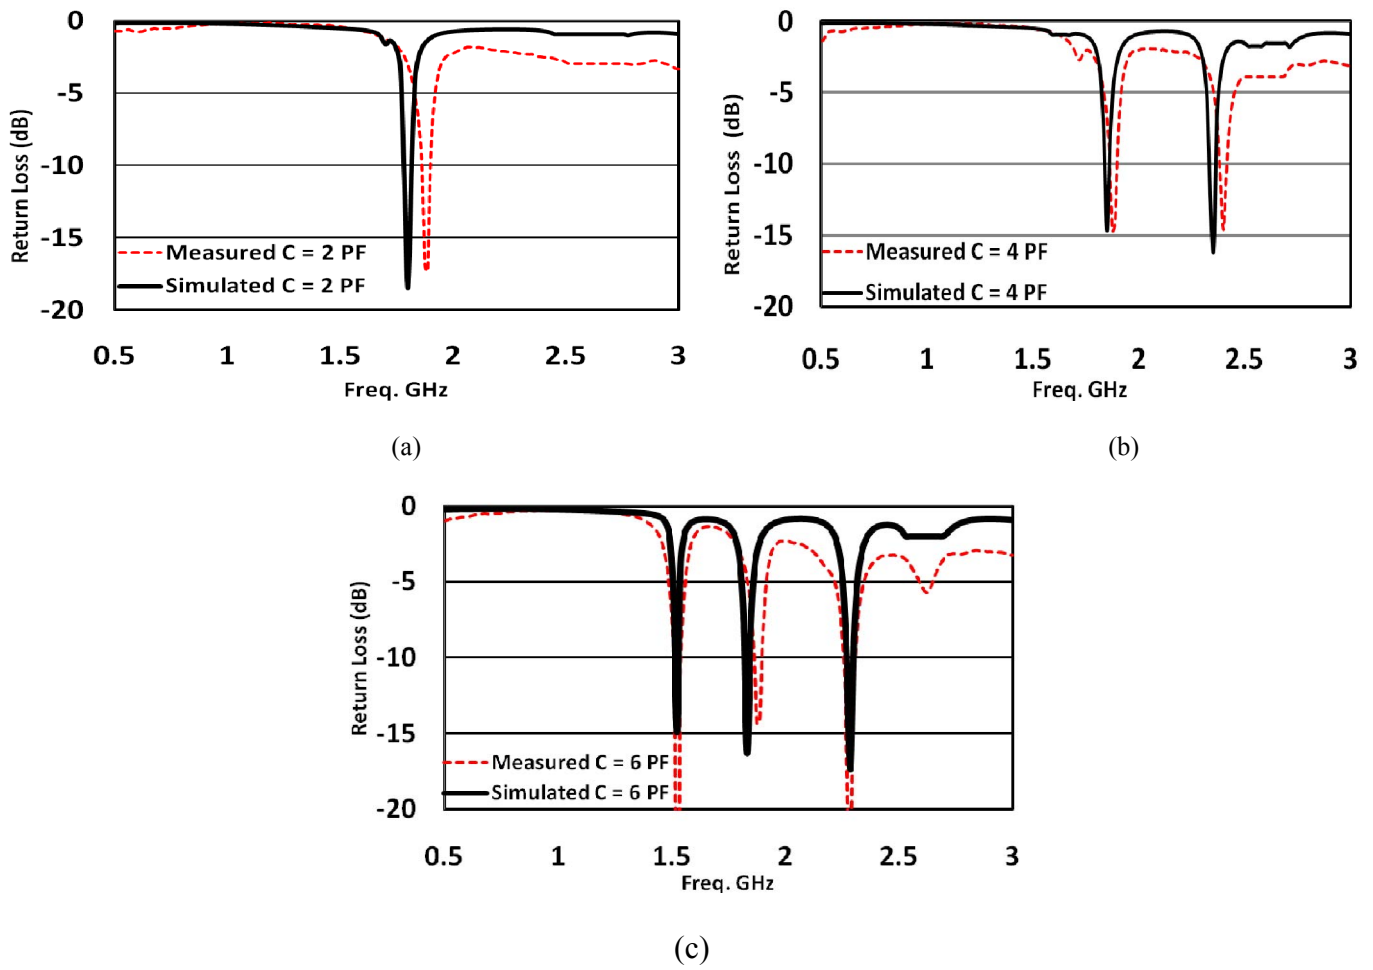 0
-5
-10
-15
-20
Return Loss (dB)
Measured C = 2 PF
Simulated C = 2 PF
0.5 1 1.5 2 2.5 3
Freq. GHz
(a)
0
-5
-10
-15
-20
Return Loss (dB)
Measured C = 4 PF
Simulated C = 4 PF
0.5 1 1.5 2 2.5 3
Freq. GHz
(b)
0
-5
-10
-15
-20
Return Loss (dB)
Measured C = 6 PF
Simulated C = 6 PF
0.5 1 1.5 2 2.5 3
Freq. GHz
(c)